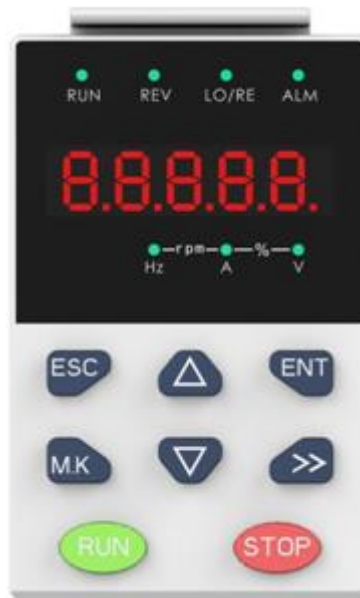 RUN REV LO/RE ALM
8.8.8.8.8.
rpm %
Hz A V
ESC ENT
M.K >>
RUN STOP